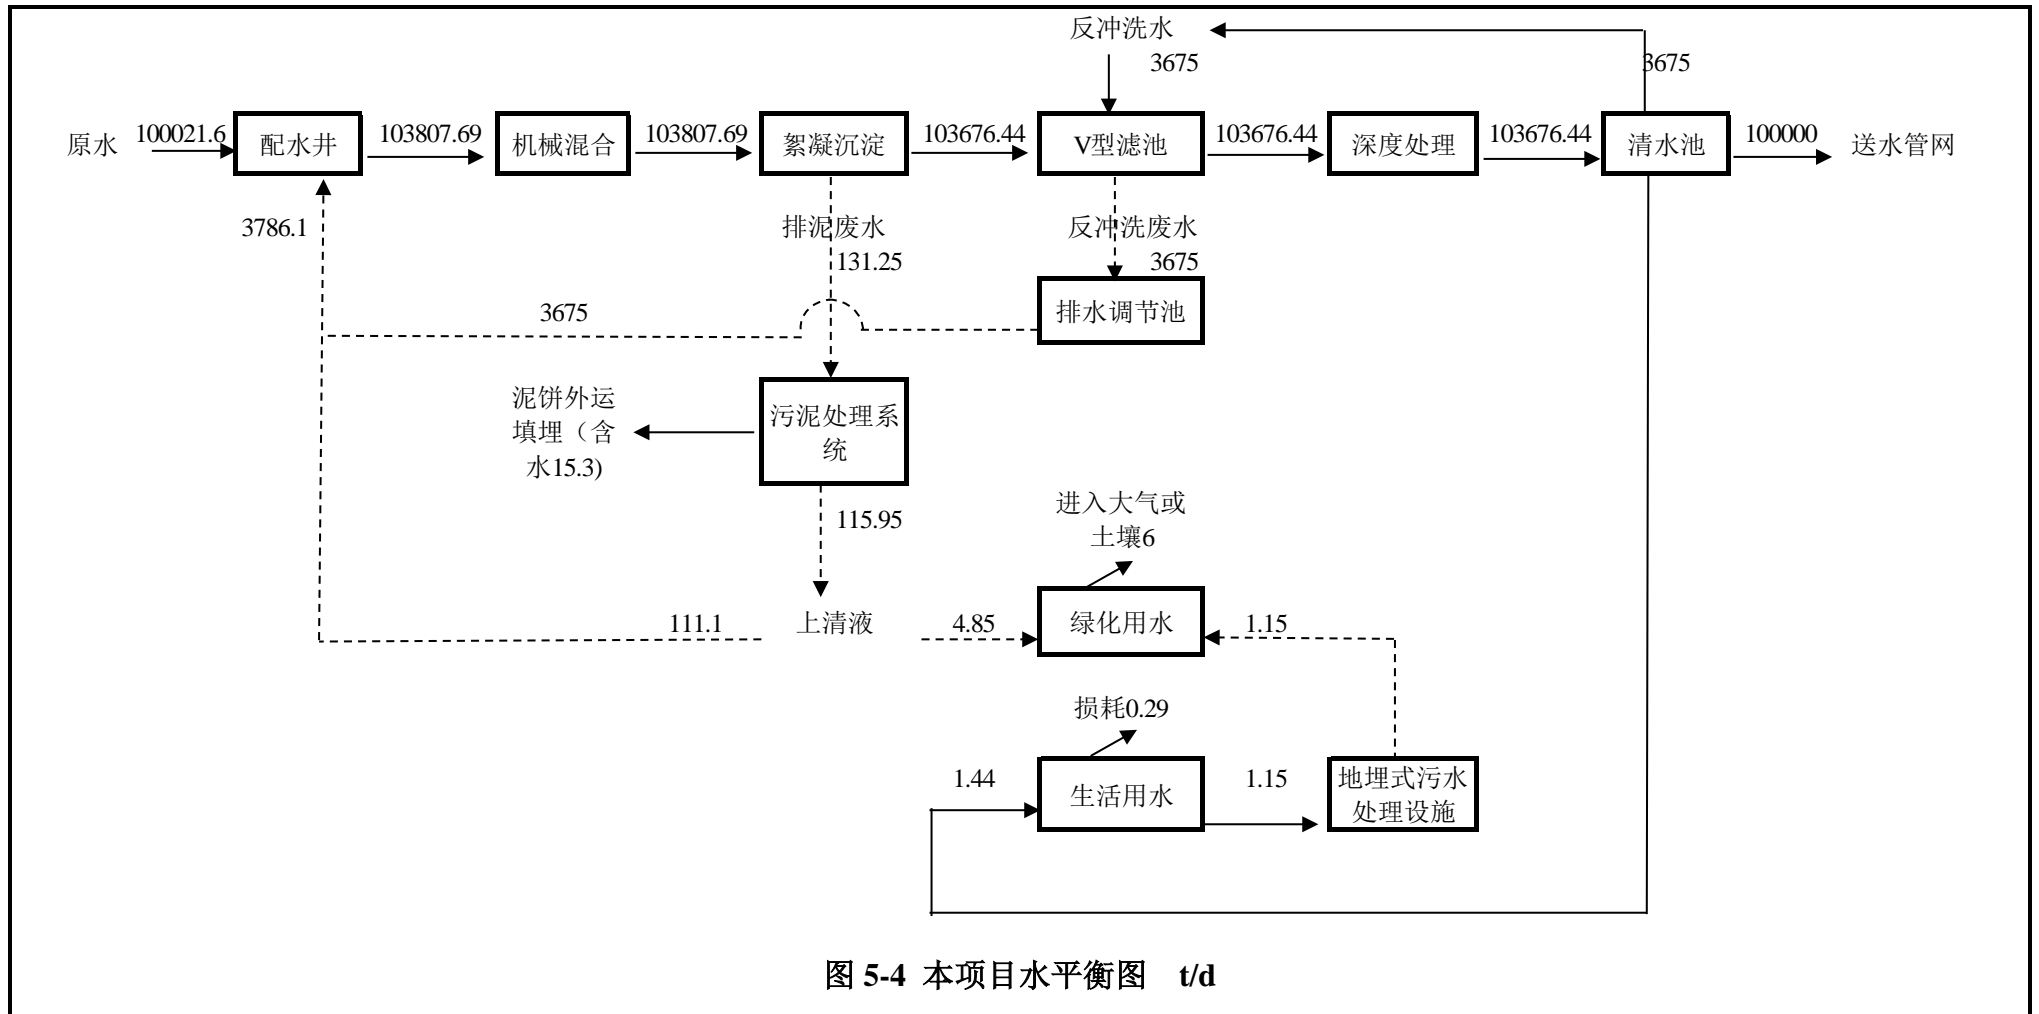 反冲洗水
3675
3675
原水
100021.6
配水井
103807.69
机械混合
103807.69
絮凝沉淀
103676.44
V型滤池
103676.44
深度处理
103676.44
清水池
100000
送水管网
3786.1
排泥废水
131.25
反冲洗废水
3675
3675
排水调节池
泥饼外运
填埋（含
水15.3)
污泥处理系
统
115.95
进入大气或
土壤6
111.1
上清液
4.85
绿化用水
1.15
损耗0.29
1.44
生活用水
1.15
地埋式污水
处理设施
图 5-4 本项目水平衡图 t/d